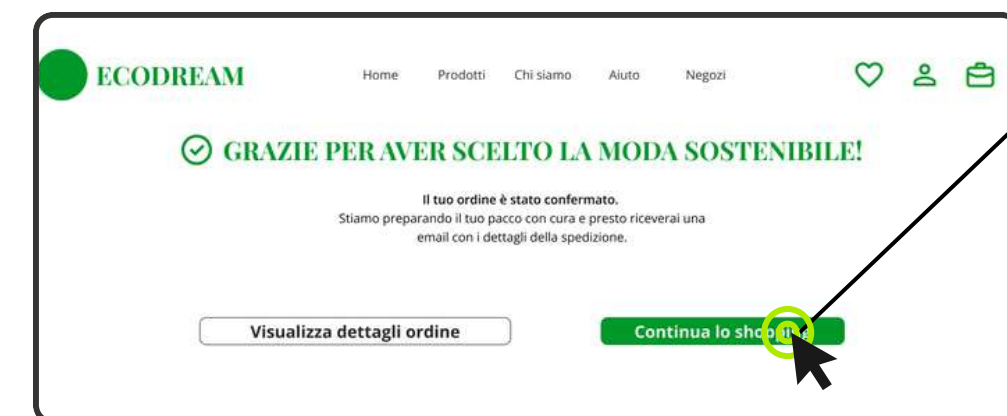 ECODREAM
Home Prodotti Chi siamo Aiuto Negozi
GRAZIE PER AVER SCELTO LA MODA SOSTENIBILE!
Il tuo ordine è stato confermato.
Stiamo preparando il tuo pacco con cura e presto riceverai una
email con i dettagli della spedizione.
Visualizza dettagli ordine
Continua lo shopping